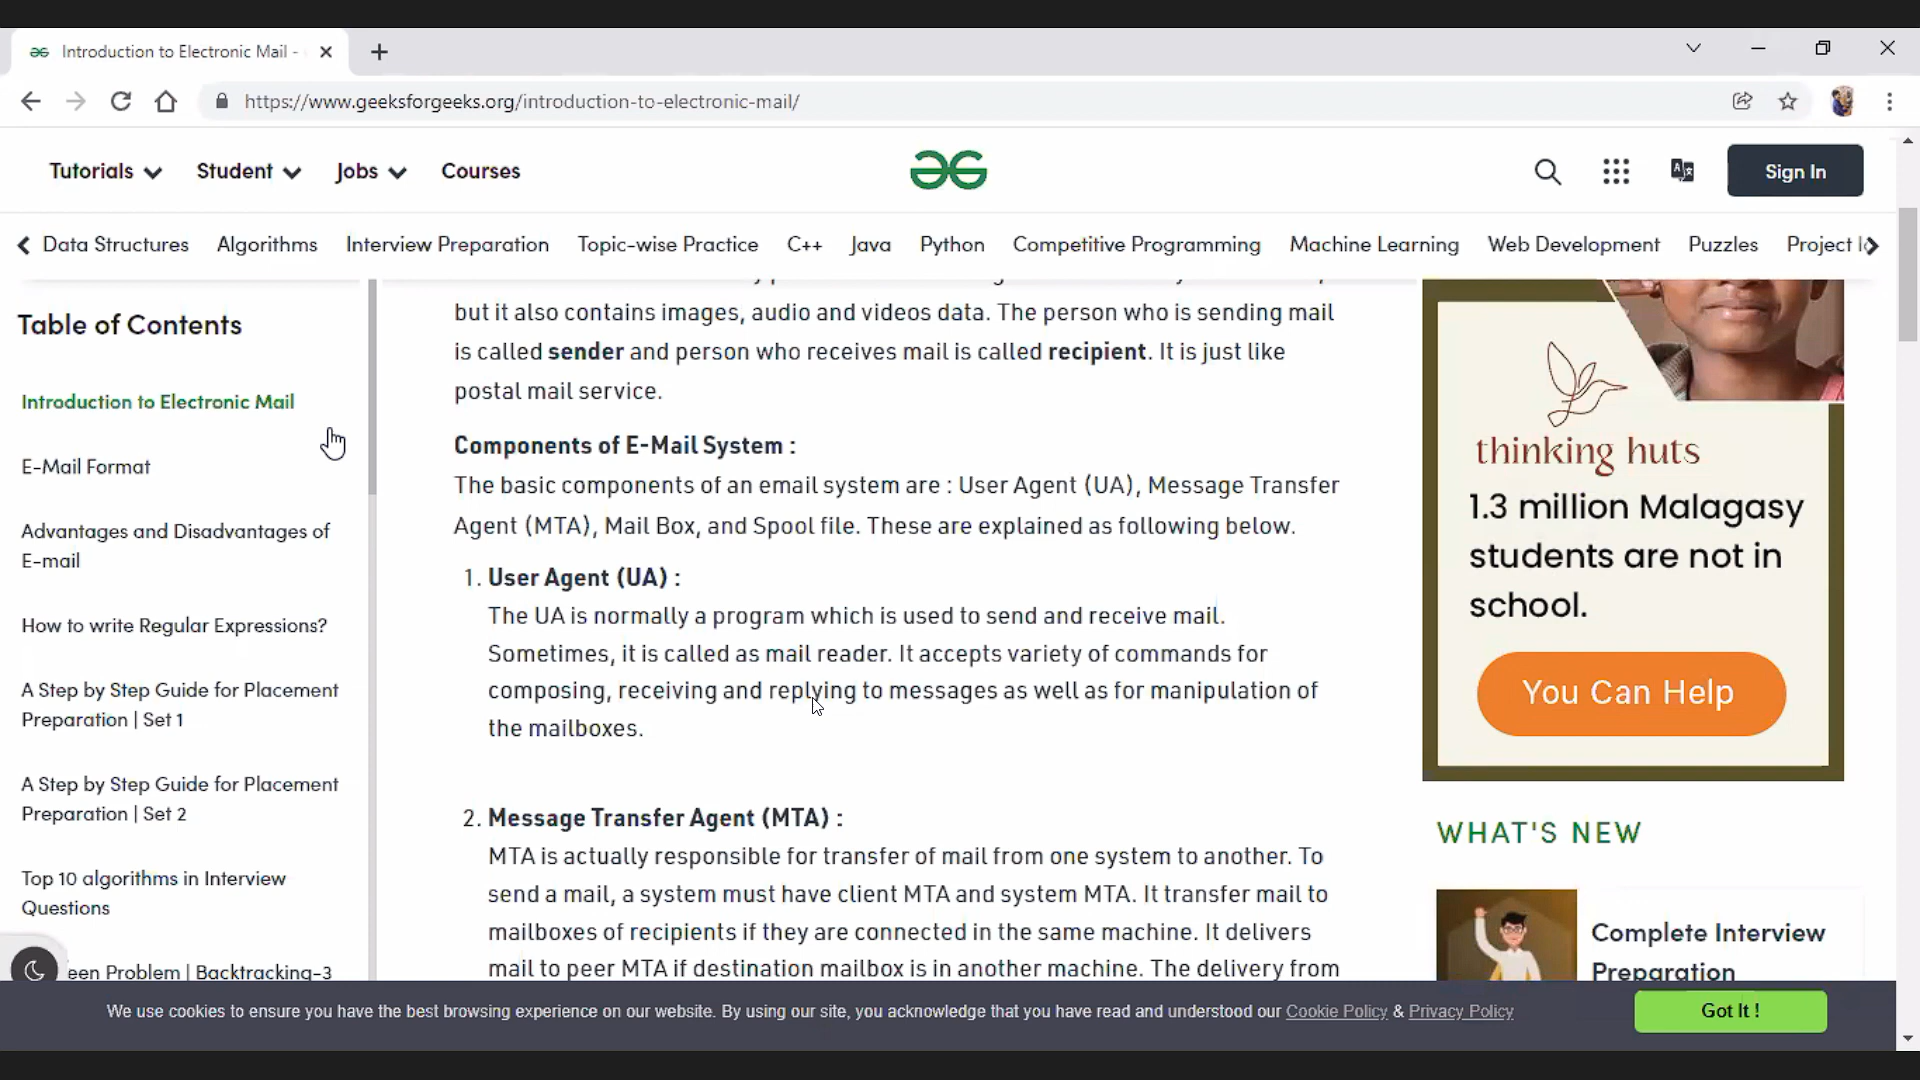 Introduction to Electronic Mail -
https://www.geeksforgeeks.org/introduction-to-electronic-mail/
Tutorials
Student
Jobs
Courses
Sign In
Data Structures
Algorithms
Interview Preparation
Topic-wise Practice
C++
Java
Python
Competitive Programming
Machine Learning
Web Development
Puzzles
Project
Table of Contents
Introduction to Electronic Mail
E-Mail Format
Advantages and Disadvantages of
E-mail
How to write Regular Expressions?
A Step by Step Guide for Placement
Preparation | Set 1
A Step by Step Guide for Placement
Preparation | Set 2
Top 10 algorithms in Interview
Questions
een Problem | Backtracking-3
but it also contains images, audio and videos data. The person who is sending mail
is called sender and person who receives mail is called recipient. It is just like
postal mail service.
Components of E-Mail System :
The basic components of an email system are : User Agent (UA), Message Transfer
Agent (MTA), Mail Box, and Spool file. These are explained as following below.
1. User Agent (UA) :
The UA is normally a program which is used to send and receive mail.
Sometimes, it is called as mail reader. It accepts variety of commands for
composing, receiving and replying to messages as well as for manipulation of
the mailboxes.
2. Message Transfer Agent (MTA) :
MTA is actually responsible for transfer of mail from one system to another. To
send a mail, a system must have client MTA and system MTA. It transfer mail to
mailboxes of recipients if they are connected in the same machine. It delivers
mail to peer MTA if destination mailbox is in another machine. The delivery from
thinking huts
1.3 million Malagasy
students are not in
school.
You Can Help
WHAT'S NEW
Complete Interview
Preparation
We use cookies to ensure you have the best browsing experience on our website. By using our site, you acknowledge that you have read and understood our Cookie Policy & Privacy Policy
Got It !